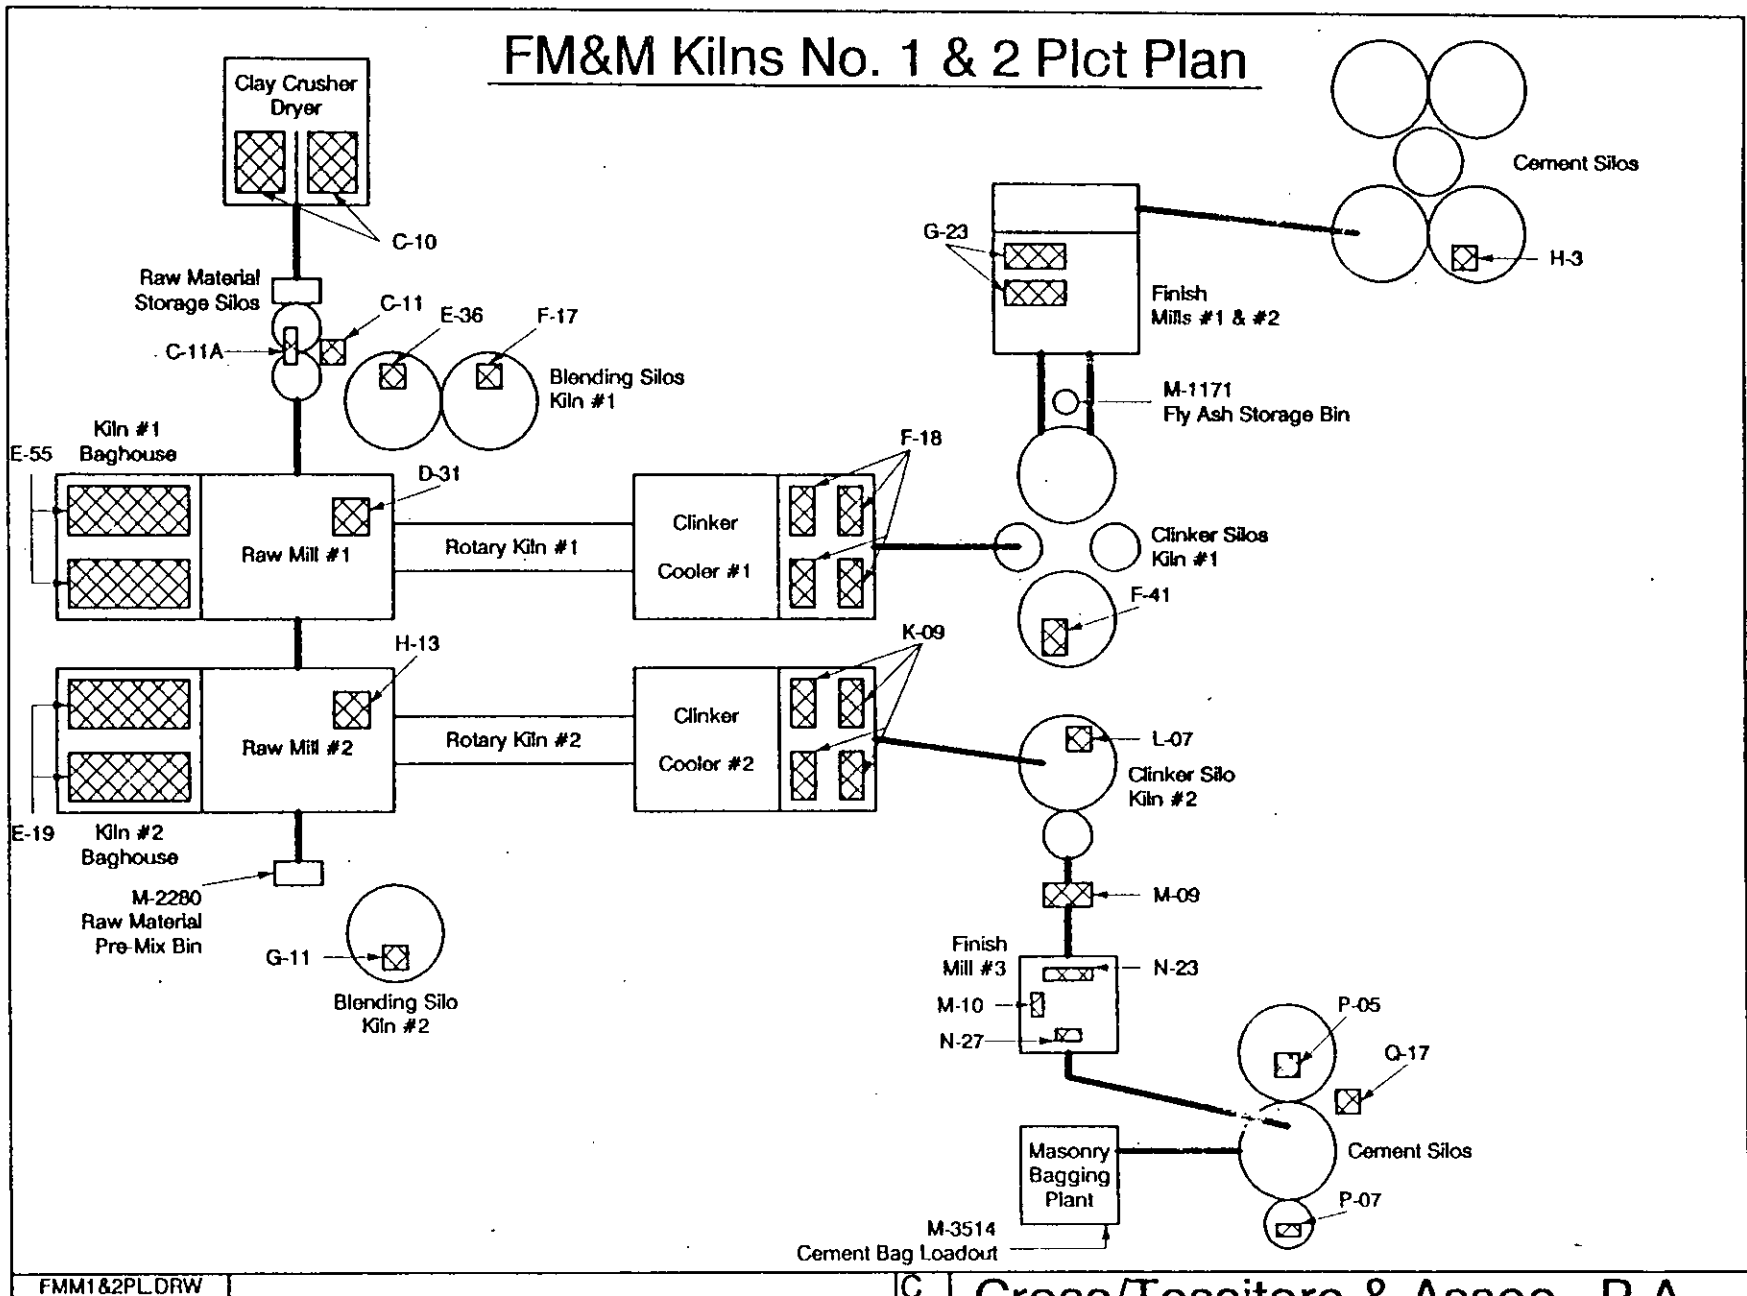 FM&M Kilns No. 1 & 2 Plct Plan
Clay Crusher
Dryer
C-10
Raw Material
Storage Silos
C-11
C-11A
E-36
F-17
Blending Silos
Kiln #1
Kiln #1
Baghouse
E-55
D-31
Raw Mill #1
Rotary Kiln #1
Clinker
Cooler #1
F-18
G-23
Finish
Mills #1 & #2
Cement Silos
H-3
M-1171
Fly Ash Storage Bin
Clinker Silos
Kiln #1
F-41
H-13
Raw Mill #2
Rotary Kiln #2
Clinker
Cooler #2
K-09
L-07
Clinker Silo
Kiln #2
E-19
Kiln #2
Baghouse
M-2280
Raw Material
Pre-Mix Bin
G-11
Blending Silo
Kiln #2
M-09
Finish
Mill #3
N-23
M-10
N-27
P-05
Q-17
Masonry
Bagging
Plant
Cement Silos
P-07
M-3514
Cement Bag Loadout
FMM1&2PL.DRW
C
Cross/Tessitore & Assoc., P.A.